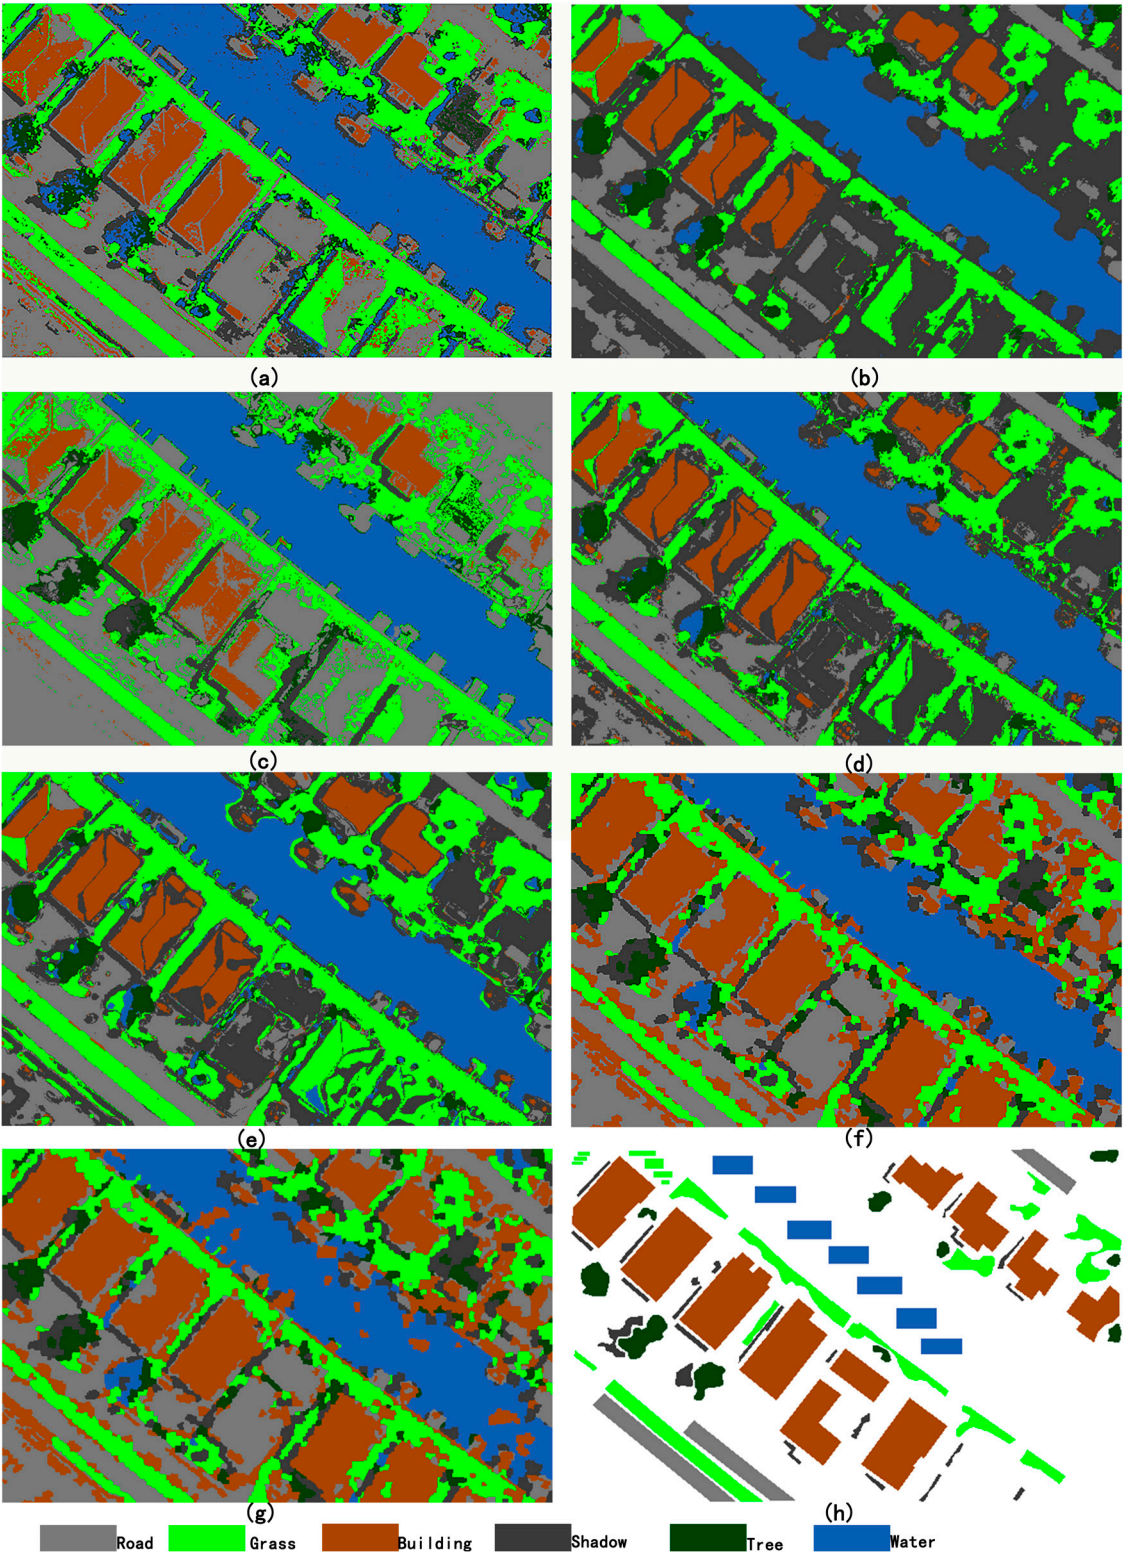 (a)
(b)
(c)
(d)
(e)
(f)
(g)
(h)
Road Grass Building Shadow Tree Water